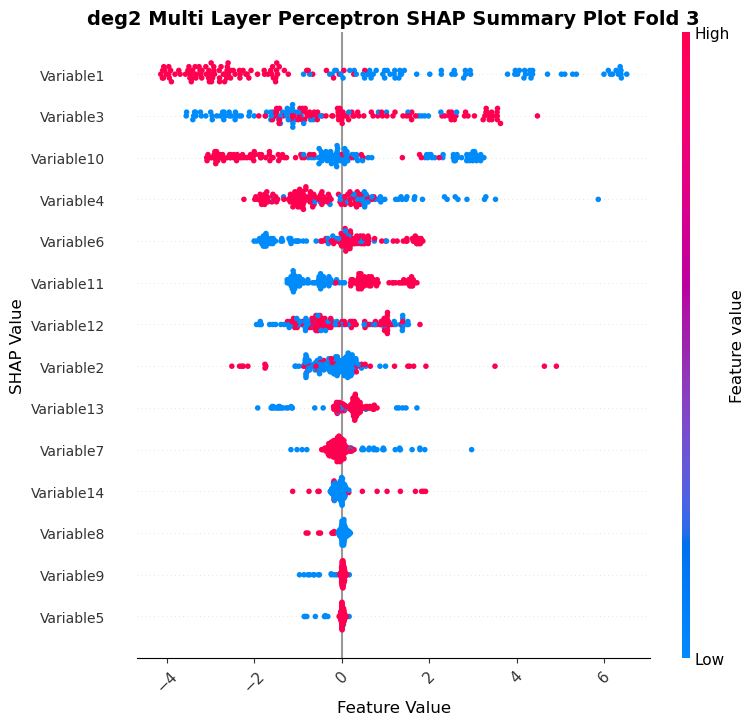 deg2 Multi Layer Perceptron SHAP Summary Plot Fold 3
High
Variable1
Variable3
Variable10
Variable4
Variable6
Variable11
Variable12
Variable2
Variable13
Variable7
Variable14
Variable8
Variable9
Variable5
SHAP Value
Feature value
Low
−4
−2
0
2
4
6
Feature Value